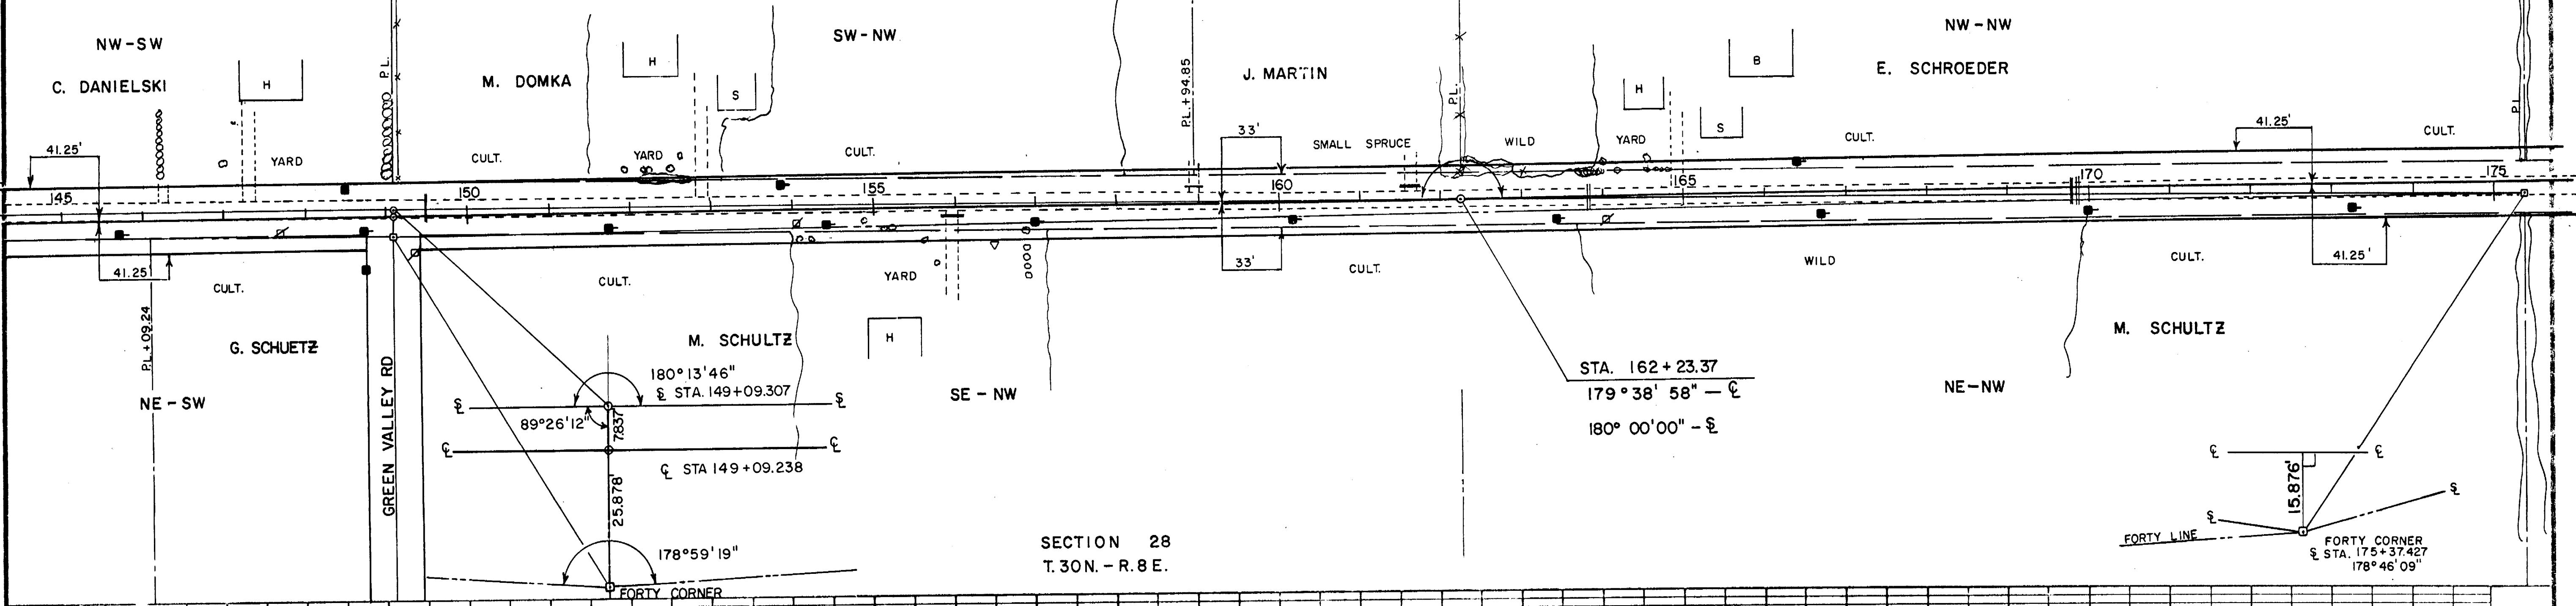 NW-SW
SW-NW
NW-NW
C. DANIELSKI
H
P.L.
M. DOMKA
H
S
P.L.+94.85
J. MARTIN
P.L.
B
E. SCHROEDER
H
S
41.25'
YARD
CULT.
YARD
CULT.
33'
SMALL SPRUCE
WILD
YARD
CULT.
41.25'
CULT.
145
150
155
160
165
170
175
41.25'
CULT.
CULT.
YARD
33'
CULT.
WILD
CULT.
41.25'
P.L.+09.24
G. SCHUETZ
NE-SW
GREEN VALLEY RD
M. SCHULTZ
H
SE-NW
M. SCHULTZ
NE-NW
180°13'46"
STA. 149+09.307
89°26'12"
7.837'
STA 149+09.238
25.878'
178°59'19"
FORTY CORNER
STA. 162+23.37
179°38'58" - ℄
180°00'00" -
SECTION 28
T. 30N. - R. 8E.
℄ ℄
15.876'
FORTY LINE
FORTY CORNER
STA. 175+37.427
178°46'09"